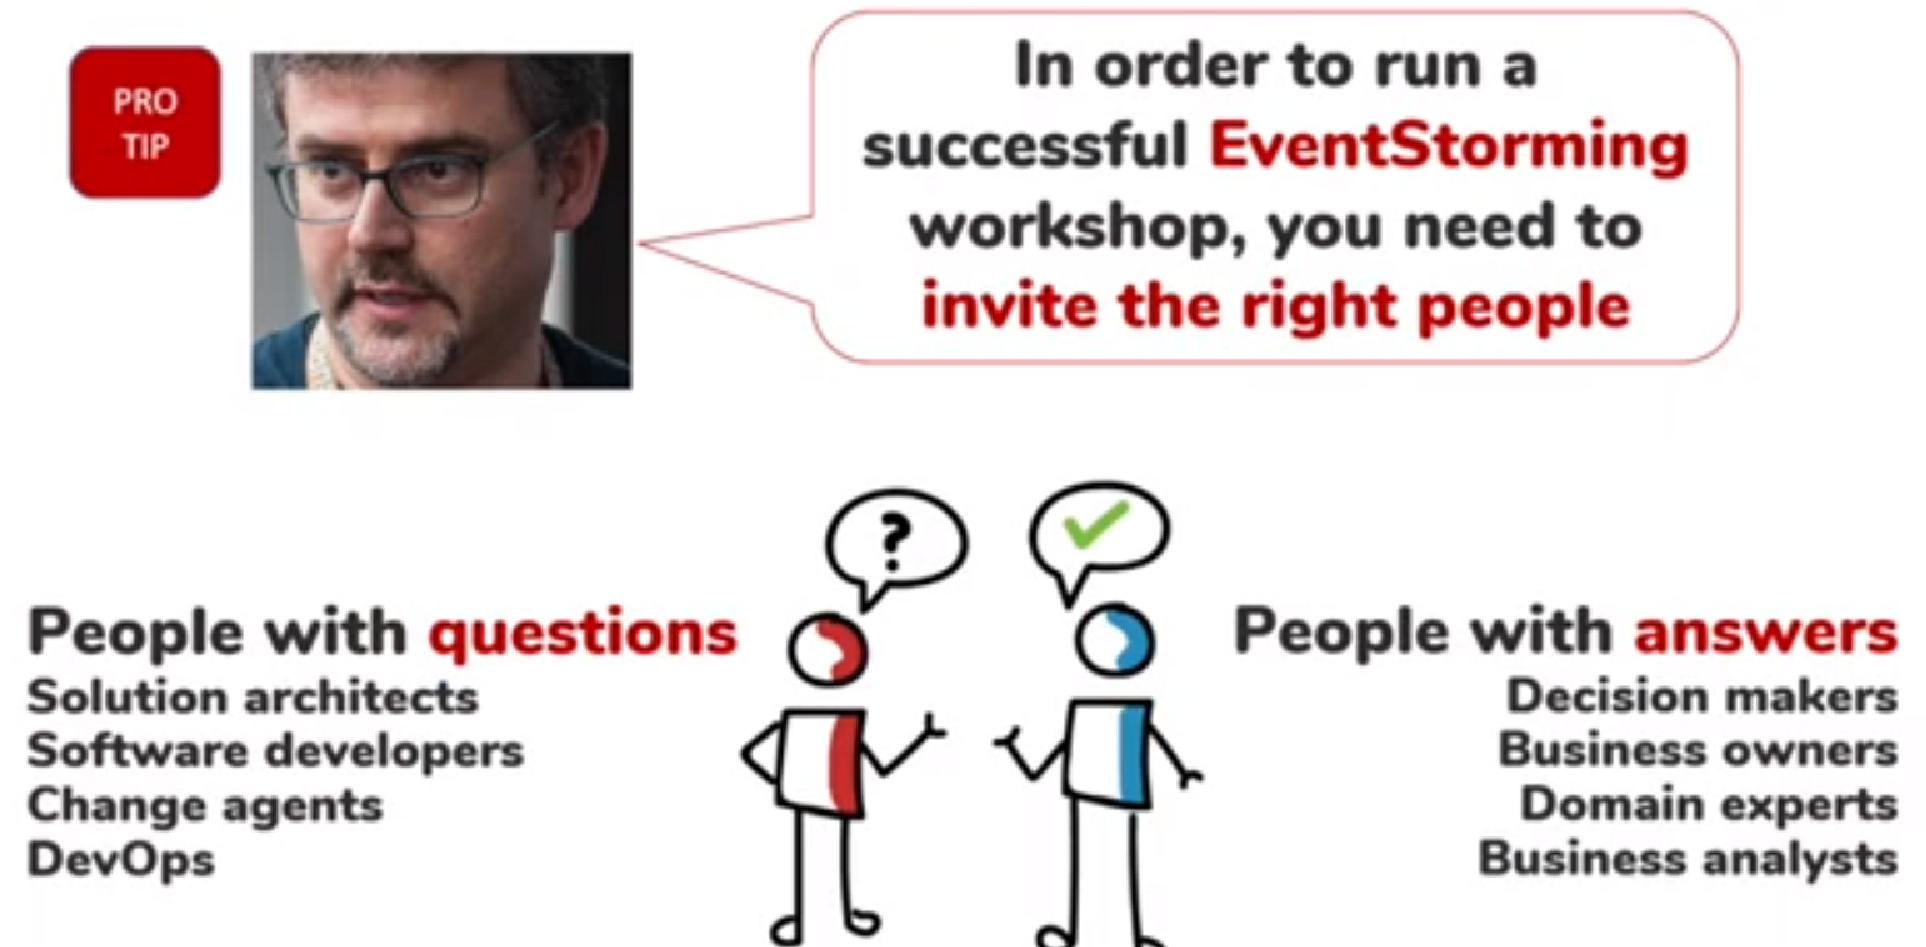 PRO
TIP
In order to run a
successful EventStorming
workshop, you need to
invite the right people
?
People with questions
Solution architects
Software developers
Change agents
DevOps
People with answers
Decision makers
Business owners
Domain experts
Business analysts